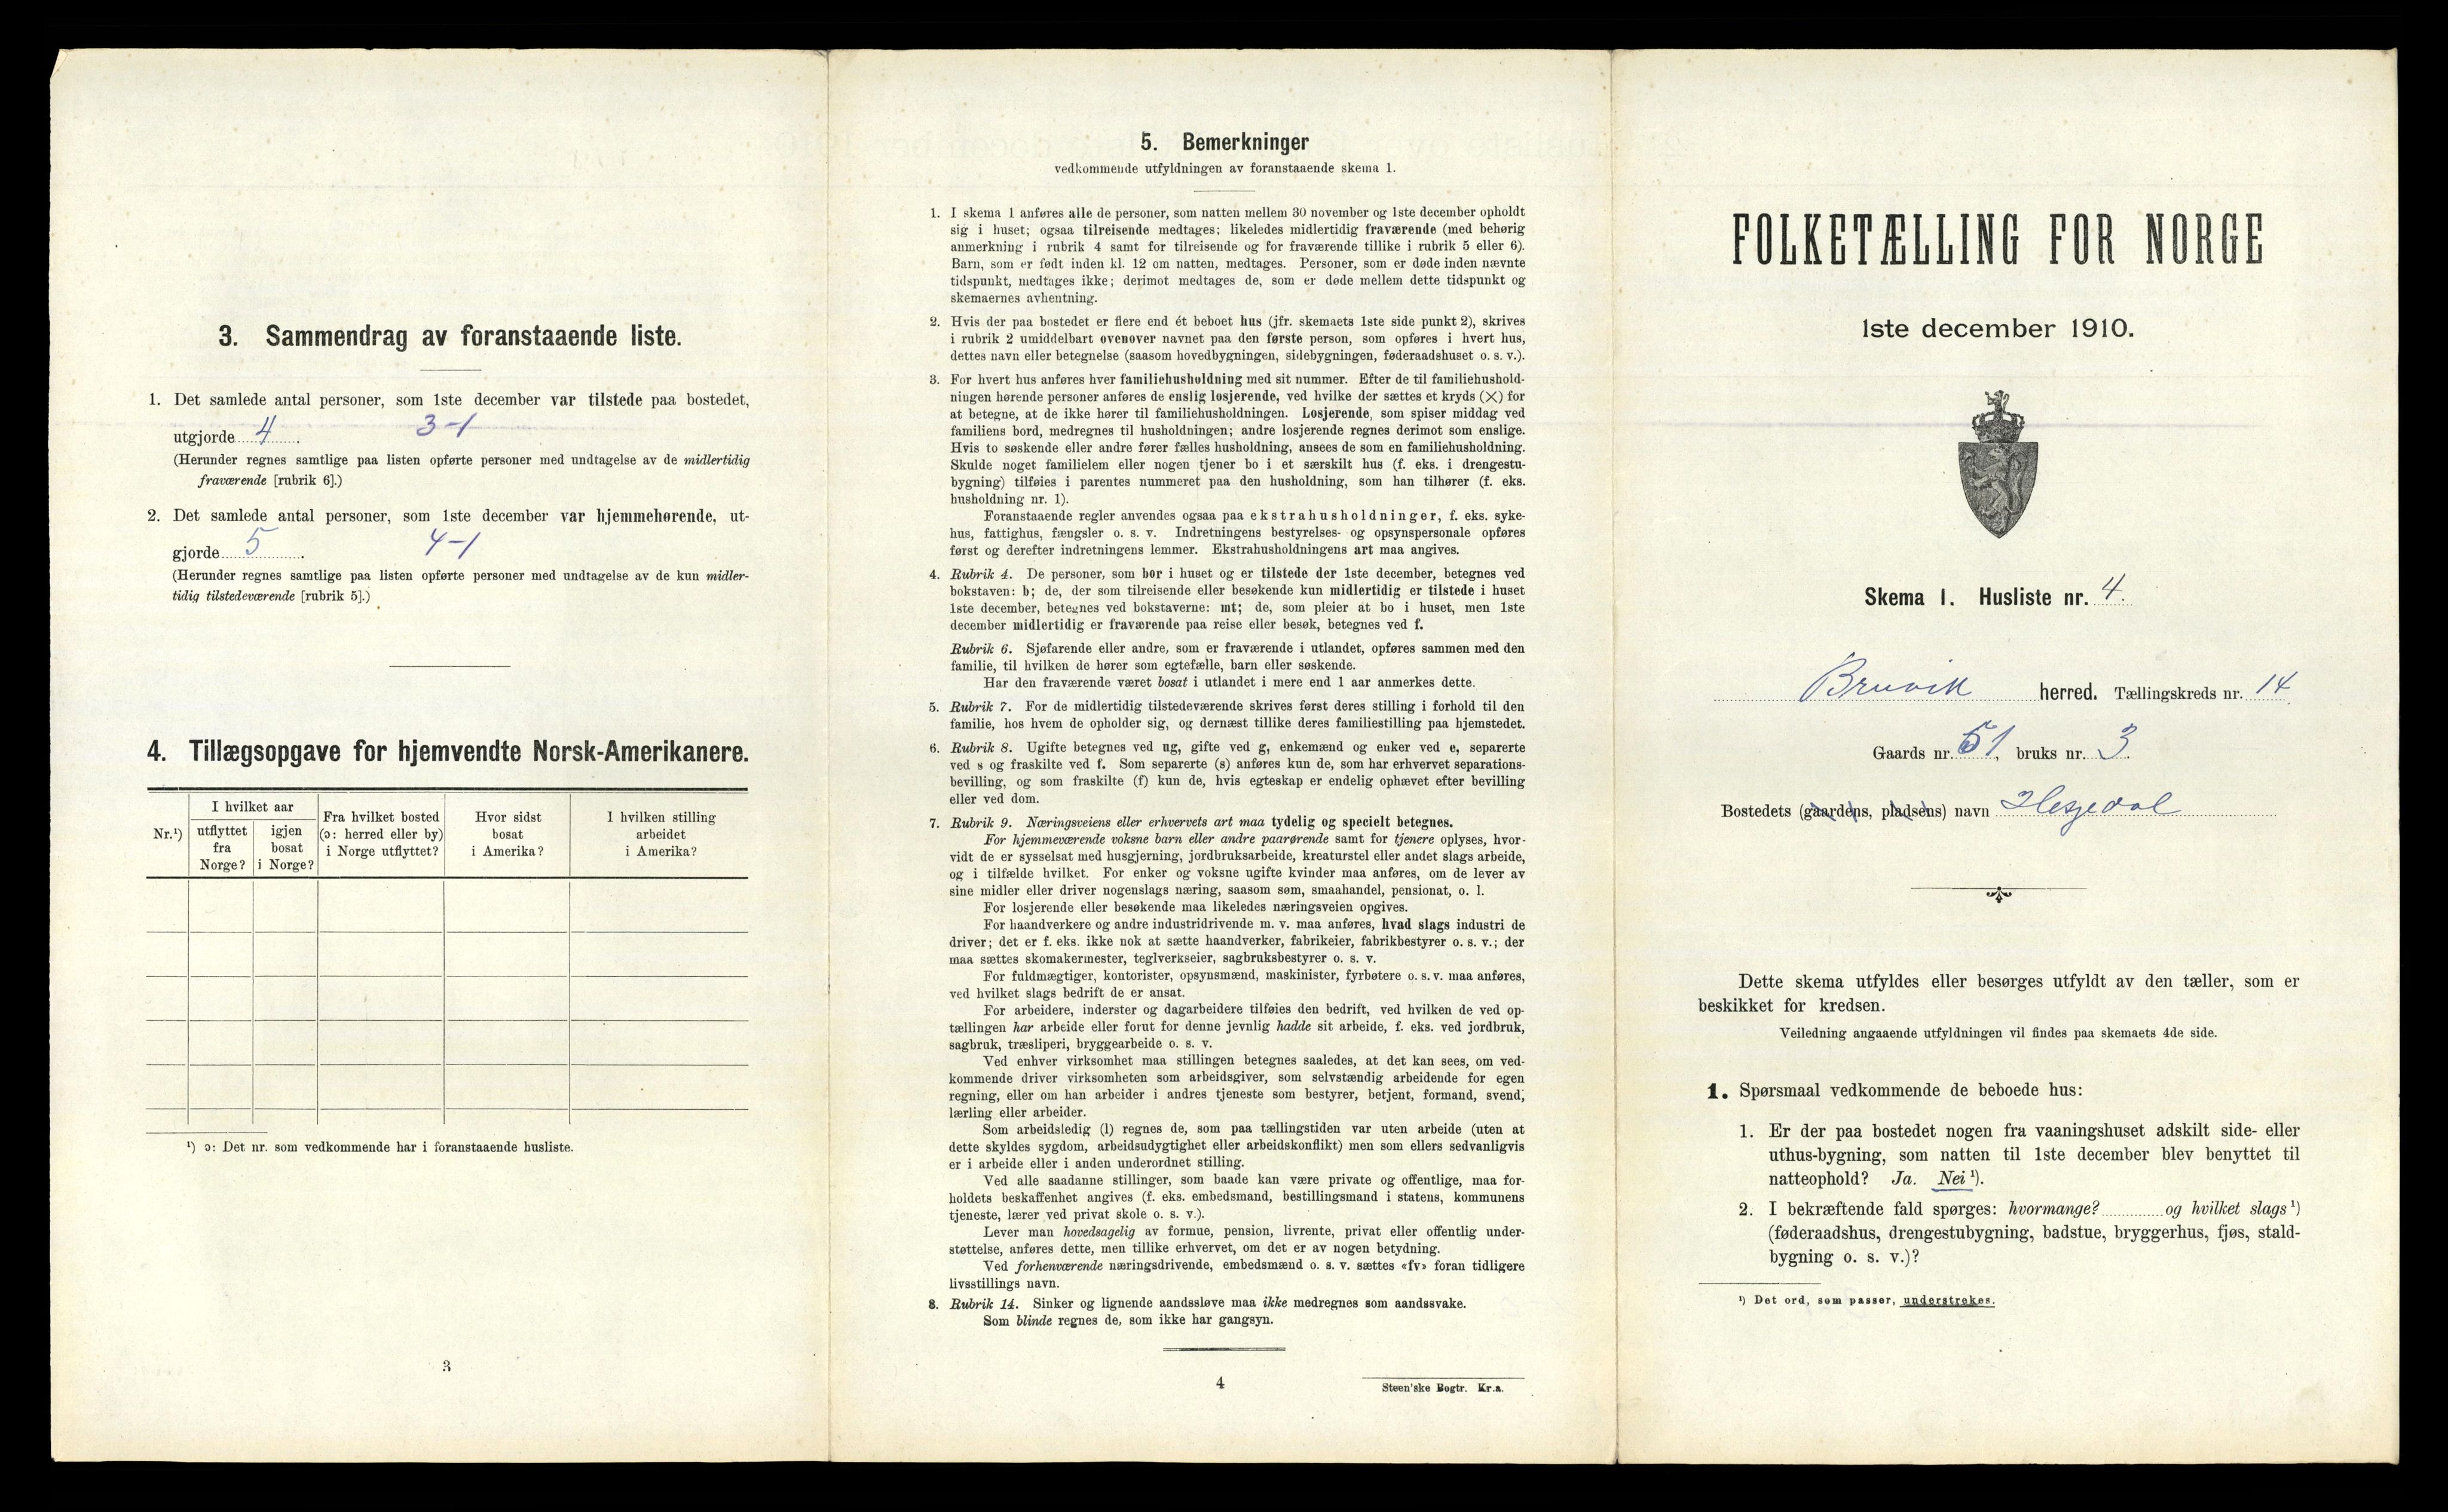 3. Sammendrag av foranstaaende liste.
1. Det samlede antal personer, som 1ste december var tilstede paa bostedet,
utgjorde 4. 3-1
(Herunder regnes samtlige paa listen opførte personer med undtagelse av de midlertidig
fraværende [rubrik 6].)
2. Det samlede antal personer, som 1ste december var hjemmehørende, ut-
gjorde 5. 4-1
(Herunder regnes samtlige paa listen opførte personer med undtagelse av de kun midler-
tidig tilstedeværende [rubrik 5].)
4. Tillægsopgave for hjemvendte Norsk-Amerikanere.
Nr.¹)
I hvilket aar
utflyttet
fra
Norge?
igjen
bosat
i Norge?
Fra hvilket bosted
(ɔ: herred eller by)
i Norge utflyttet?
Hvor sidst
bosat
i Amerika?
I hvilken stilling
arbeidet
i Amerika?
¹) ɔ: Det nr. som vedkommende har i foranstaaende husliste.
3
5. Bemerkninger
vedkommende utfyldningen av foranstaaende skema 1.
1. I skema 1 anføres alle de personer, som natten mellem 30 november og 1ste december opholdt
sig i huset; ogsaa tilreisende medtages; likeledes midlertidig fraværende (med behørig
anmerkning i rubrik 4 samt for tilreisende og for fraværende tillike i rubrik 5 eller 6).
Barn, som er født inden kl. 12 om natten, medtages. Personer, som er døde inden nævnte
tidspunkt, medtages ikke; derimot medtages de, som er døde mellem dette tidspunkt og
skemaernes avhentning.
2. Hvis der paa bostedet er flere end ét beboet hus (jfr. skemaets 1ste side punkt 2), skrives
i rubrik 2 umiddelbart ovenover navnet paa den første person, som opføres i hvert hus,
dettes navn eller betegnelse (saasom hovedbygningen, sidebygningen, føderaadshuset o. s. v.).
3. For hvert hus anføres hver familiehusholdning med sit nummer. Efter de til familiehushold-
ningen hørende personer anføres de enslig losjerende, ved hvilke der sættes et kryds (×) for
at betegne, at de ikke hører til familiehusholdningen. Losjerende, som spiser middag ved
familiens bord, medregnes til husholdningen; andre losjerende regnes derimot som enslige.
Hvis to søskende eller andre fører fælles husholdning, ansees de som en familiehusholdning.
Skulde noget familielem eller nogen tjener bo i et særskilt hus (f. eks. i drengestu-
bygning) tilføies i parentes nummeret paa den husholdning, som han tilhører (f. eks.
husholdning nr. 1).
Foranstaaende regler anvendes ogsaa paa ekstrahusholdninger, f. eks. syke-
hus, fattighus, fængsler o. s. v. Indretningens bestyrelses- og opsynspersonale opføres
først og derefter indretningens lemmer. Ekstrahusholdningens art maa angives.
4. Rubrik 4. De personer, som bor i huset og er tilstede der 1ste december, betegnes ved
bokstaven: b; de, der som tilreisende eller besøkende kun midlertidig er tilstede i huset
1ste december, betegnes ved bokstaverne: mt; de, som pleier at bo i huset, men 1ste
december midlertidig er fraværende paa reise eller besøk, betegnes ved f.
Rubrik 6. Sjøfarende eller andre, som er fraværende i utlandet, opføres sammen med den
familie, til hvilken de hører som egtefælle, barn eller søskende.
Har den fraværende været bosat i utlandet i mere end 1 aar anmerkes dette.
5. Rubrik 7. For de midlertidig tilstedeværende skrives først deres stilling i forhold til den
familie, hos hvem de opholder sig, og dernæst tillike deres familiestilling paa hjemstedet.
6. Rubrik 8. Ugifte betegnes ved ug, gifte ved g, enkemænd og enker ved e, separerte
ved s og fraskilte ved f. Som separerte (s) anføres kun de, som har erhvervet separations-
bevilling, og som fraskilte (f) kun de, hvis egteskap er endelig ophævet efter bevilling
eller ved dom.
7. Rubrik 9. Næringsveiens eller erhvervets art maa tydelig og specielt betegnes.
For hjemmeværende voksne barn eller andre paarørende samt for tjenere oplyses, hvor-
vidt de er sysselsat med husgjerning, jordbruksarbeide, kreaturstel eller andet slags arbeide,
og i tilfælde hvilket. For enker og voksne ugifte kvinder maa anføres, om de lever av
sine midler eller driver nogenslags næring, saasom søm, smaahandel, pensionat, o. l.
For losjerende eller besøkende maa likeledes næringsveien opgives.
For haandverkere og andre industridrivende m. v. maa anføres, hvad slags industri de
driver; det er f. eks. ikke nok at sætte haandverker, fabrikeier, fabrikbestyrer o. s. v.; der
maa sættes skomakermester, teglverkseier, sagbruksbestyrer o. s. v.
For fuldmægtiger, kontorister, opsynsmænd, maskinister, fyrbøtere o. s. v. maa anføres,
ved hvilket slags bedrift de er ansat.
For arbeidere, inderster og dagarbeidere tilføies den bedrift, ved hvilken de ved op-
tællingen har arbeide eller forut for denne jevnlig hadde sit arbeide, f. eks. ved jordbruk,
sagbruk, træsliperi, bryggearbeide o. s. v.
Ved enhver virksomhet maa stillingen betegnes saaledes, at det kan sees, om ved-
kommende driver virksomheten som arbeidsgiver, som selvstændig arbeidende for egen
regning, eller om han arbeider i andres tjeneste som bestyrer, betjent, formand, svend,
lærling eller arbeider.
Som arbeidsledig (l) regnes de, som paa tællingstiden var uten arbeide (uten at
dette skyldes sygdom, arbeidsudygtighet eller arbeidskonflikt) men som ellers sedvanligvis
er i arbeide eller i anden underordnet stilling.
Ved alle saadanne stillinger, som baade kan være private og offentlige, maa for-
holdets beskaffenhet angives (f. eks. embedsmand, bestillingsmand i statens, kommunens
tjeneste, lærer ved privat skole o. s. v.).
Lever man hovedsagelig av formue, pension, livrente, privat eller offentlig under-
støttelse, anføres dette, men tillike erhvervet, om det er av nogen betydning.
Ved forhenværende næringsdrivende, embedsmænd o. s. v. sættes «fv» foran tidligere
livsstillings navn.
8. Rubrik 14. Sinker og lignende aandssløve maa ikke medregnes som aandssvake.
Som blinde regnes de, som ikke har gangsyn.
4
Steen'ske Bogtr. Kr.a.
FOLKETÆLLING FOR NORGE
1ste december 1910.
Skema 1. Husliste nr. 4.
Bruvik herred. Tællingskreds nr. 14
Gaards nr. 51, bruks nr. 3.
Bostedets (gaardens, pladsens) navn Hesjedal
Dette skema utfyldes eller besørges utfyldt av den tæller, som er
beskikket for kredsen.
Veiledning angaaende utfyldningen vil findes paa skemaets 4de side.
1. Spørsmaal vedkommende de beboede hus:
1. Er der paa bostedet nogen fra vaaningshuset adskilt side- eller
uthus-bygning, som natten til 1ste december blev benyttet til
natteophold? Ja. Nei ¹).
2. I bekræftende fald spørges: hvormange? og hvilket slags ¹)
(føderaadshus, drengestubygning, badstue, bryggerhus, fjøs, stald-
bygning o. s. v.)?
¹) Det ord, som passer, understrekes.